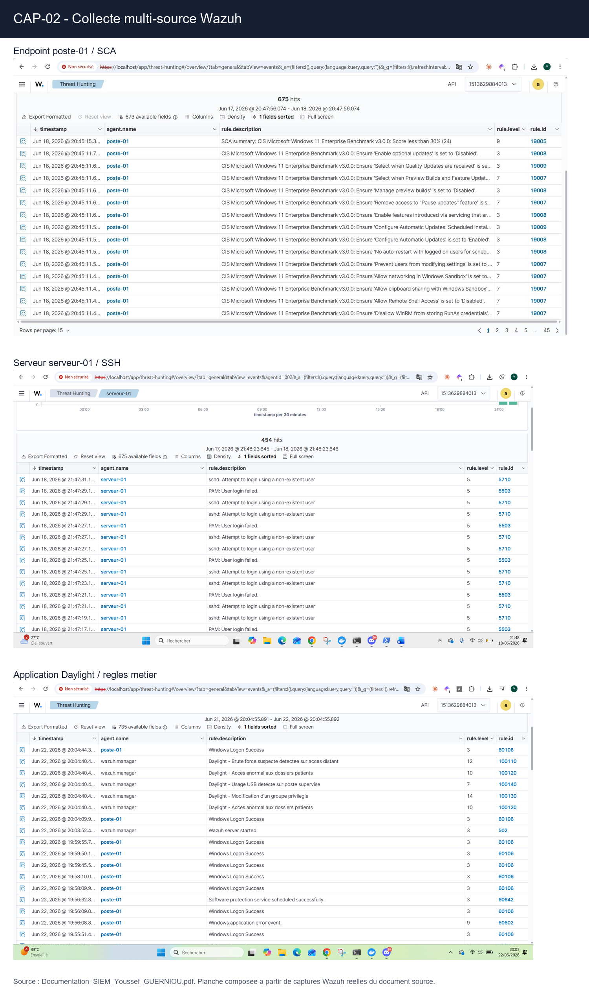 CAP-02 - Collecte multi-source Wazuh
Endpoint poste-01 / SCA
Non sécurisé https://localhost/app/threat-hunting#/overview/?tab=general&tabView=events&_a=(filters:!(),query:(language:kuery,query:''))&_g=(filters:!(),refreshInterval:...
W. Threat Hunting API 1513629884013 a
675 hits
Jun 17, 2026 @ 20:47:56.074 - Jun 18, 2026 @ 20:47:56.074
Export Formatted Reset view 673 available fields Columns Density 1 fields sorted Full screen
timestamp agent.name rule.description rule.level rule.id
Jun 18, 2026 @ 20:45:15.3... poste-01 SCA summary: CIS Microsoft Windows 11 Enterprise Benchmark v3.0.0: Score less than 30% (24) 9 19005
Jun 18, 2026 @ 20:45:11.7... poste-01 CIS Microsoft Windows 11 Enterprise Benchmark v3.0.0: Ensure 'Enable optional updates' is set to 'Disabled'. 3 19008
Jun 18, 2026 @ 20:45:11.6... poste-01 CIS Microsoft Windows 11 Enterprise Benchmark v3.0.0: Ensure 'Select when Quality Updates are received' is se... 3 19009
Jun 18, 2026 @ 20:45:11.6... poste-01 CIS Microsoft Windows 11 Enterprise Benchmark v3.0.0: Ensure 'Select when Preview Builds and Feature Updat... 7 19007
Jun 18, 2026 @ 20:45:11.6... poste-01 CIS Microsoft Windows 11 Enterprise Benchmark v3.0.0: Ensure 'Manage preview builds' is set to 'Disabled'. 3 19008
Jun 18, 2026 @ 20:45:11.6... poste-01 CIS Microsoft Windows 11 Enterprise Benchmark v3.0.0: Ensure 'Remove access to "Pause updates" feature' is s... 7 19007
Jun 18, 2026 @ 20:45:11.6... poste-01 CIS Microsoft Windows 11 Enterprise Benchmark v3.0.0: Ensure 'Enable features introduced via servicing that ar... 3 19008
Jun 18, 2026 @ 20:45:11.5... poste-01 CIS Microsoft Windows 11 Enterprise Benchmark v3.0.0: Ensure 'Configure Automatic Updates: Scheduled instal... 3 19009
Jun 18, 2026 @ 20:45:11.5... poste-01 CIS Microsoft Windows 11 Enterprise Benchmark v3.0.0: Ensure 'Configure Automatic Updates' is set to 'Enabled'. 3 19008
Jun 18, 2026 @ 20:45:11.5... poste-01 CIS Microsoft Windows 11 Enterprise Benchmark v3.0.0: Ensure 'No auto-restart with logged on users for sched... 3 19008
Jun 18, 2026 @ 20:45:11.5... poste-01 CIS Microsoft Windows 11 Enterprise Benchmark v3.0.0: Ensure 'Prevent users from modifying settings' is set to ... 7 19007
Jun 18, 2026 @ 20:45:11.4... poste-01 CIS Microsoft Windows 11 Enterprise Benchmark v3.0.0: Ensure 'Allow networking in Windows Sandbox' is set to... 7 19007
Jun 18, 2026 @ 20:45:11.4... poste-01 CIS Microsoft Windows 11 Enterprise Benchmark v3.0.0: Ensure 'Allow clipboard sharing with Windows Sandbox'... 7 19007
Jun 18, 2026 @ 20:45:11.4... poste-01 CIS Microsoft Windows 11 Enterprise Benchmark v3.0.0: Ensure 'Allow Remote Shell Access' is set to 'Disabled'. 7 19007
Jun 18, 2026 @ 20:45:11.4... poste-01 CIS Microsoft Windows 11 Enterprise Benchmark v3.0.0: Ensure 'Disallow WinRM from storing RunAs credentials'... 7 19007
Rows per page: 15 1 2 3 4 5 ... 45
Serveur serveur-01 / SSH
Non sécurisé https://localhost/app/threat-hunting#/overview/?tab=general&tabView=events&agentId=002&_a=(filters:!(),query:(language:kuery,query:''))&_g=(filt...
W. Threat Hunting serveur-01 API 1513629884013 a
0
00:00 03:00 06:00 09:00 12:00 15:00 18:00 21:00
timestamp per 30 minutes
454 hits
Jun 17, 2026 @ 21:48:23.645 - Jun 18, 2026 @ 21:48:23.646
Export Formatted Reset view 675 available fields Columns Density 1 fields sorted Full screen
timestamp agent.name rule.description rule.level rule.id
Jun 18, 2026 @ 21:47:31.1... serveur-01 sshd: Attempt to login using a non-existent user 5 5710
Jun 18, 2026 @ 21:47:29.1... serveur-01 PAM: User login failed. 5 5503
Jun 18, 2026 @ 21:47:29.1... serveur-01 sshd: Attempt to login using a non-existent user 5 5710
Jun 18, 2026 @ 21:47:29.1... serveur-01 sshd: Attempt to login using a non-existent user 5 5710
Jun 18, 2026 @ 21:47:27.1... serveur-01 PAM: User login failed. 5 5503
Jun 18, 2026 @ 21:47:27.1... serveur-01 sshd: Attempt to login using a non-existent user 5 5710
Jun 18, 2026 @ 21:47:27.1... serveur-01 sshd: Attempt to login using a non-existent user 5 5710
Jun 18, 2026 @ 21:47:25.1... serveur-01 PAM: User login failed. 5 5503
Jun 18, 2026 @ 21:47:25.1... serveur-01 sshd: Attempt to login using a non-existent user 5 5710
Jun 18, 2026 @ 21:47:23.1... serveur-01 sshd: Attempt to login using a non-existent user 5 5710
Jun 18, 2026 @ 21:47:21.1... serveur-01 PAM: User login failed. 5 5503
Jun 18, 2026 @ 21:47:21.1... serveur-01 sshd: Attempt to login using a non-existent user 5 5710
Jun 18, 2026 @ 21:47:19.1... serveur-01 sshd: Attempt to login using a non-existent user 5 5710
Jun 18, 2026 @ 21:47:17.1... serveur-01 PAM: User login failed. 5 5503
2 27°C Ciel couvert Rechercher 9+ 21:48 18/06/2026
Application Daylight / regles metier
Non sécurisé https://localhost/app/threat-hunting#/overview/?tab=general&tabView=events&_a=(filters:!(),query:(language:kuery,query:''))&_g=(filters:!(),refr...
W. Threat Hunting API 1513629884013 a
Jun 21, 2026 @ 20:04:55.891 - Jun 22, 2026 @ 20:04:55.892
Export Formatted Reset view 735 available fields Columns Density 1 fields sorted Full screen
timestamp agent.name rule.description rule.level rule.id
Jun 22, 2026 @ 20:04:44.3... poste-01 Windows Logon Success 3 60106
Jun 22, 2026 @ 20:04:40.4... wazuh.manager Daylight - Brute force suspecte detectee sur acces distant 12 100110
Jun 22, 2026 @ 20:04:40.4... wazuh.manager Daylight - Acces anormal aux dossiers patients 10 100120
Jun 22, 2026 @ 20:04:40.4... wazuh.manager Daylight - Usage USB detecte sur poste supervise 7 100140
Jun 22, 2026 @ 20:04:40.4... wazuh.manager Daylight - Modification d'un groupe privilegie 14 100130
Jun 22, 2026 @ 20:04:40.4... wazuh.manager Daylight - Acces anormal aux dossiers patients 10 100120
Jun 22, 2026 @ 20:04:09.9... poste-01 Windows Logon Success 3 60106
Jun 22, 2026 @ 20:03:52.4... wazuh.manager Wazuh server started. 3 502
Jun 22, 2026 @ 19:59:55.7... poste-01 Windows Logon Success 3 60106
Jun 22, 2026 @ 19:59:50.1... poste-01 Windows Logon Success 3 60106
Jun 22, 2026 @ 19:59:45.5... poste-01 Windows Logon Success 3 60106
Jun 22, 2026 @ 19:58:10.0... poste-01 Windows Logon Success 3 60106
Jun 22, 2026 @ 19:58:09.9... poste-01 Windows Logon Success 3 60106
Jun 22, 2026 @ 19:56:32.8... poste-01 Software protection service scheduled successfully. 3 60642
Jun 22, 2026 @ 19:56:09.0... poste-01 Windows Logon Success 3 60106
Jun 22, 2026 @ 19:56:08.8... poste-01 Windows application error event. 9 60602
Jun 22, 2026 @ 19:55:51.4... poste-01 Windows Logon Success 3 60106
4 33°C Ensoleillé Rechercher 9+ 20:05 22/06/2026
Source : Documentation_SIEM_Youssef_GUERNIOU.pdf. Planche composee a partir de captures Wazuh reelles du document source.